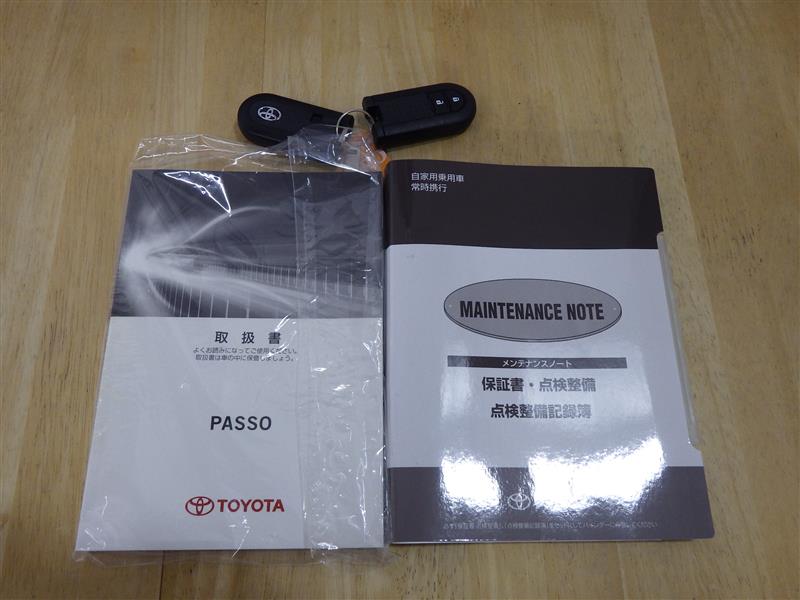 取扱書
よくお読みになってご使用ください。
取扱書は車の中に保管しましょう。
PASSO
TOYOTA
自家用乗用車
常時携行
MAINTENANCE NOTE
メンテナンスノート
保証書・点検整備
点検整備記録簿